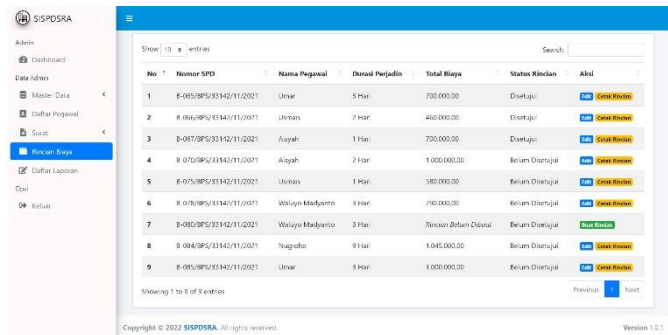 SISPDSRA
Admin
Dashboard
Data Admin
Master Data
Daftar Pegawai
Surat
Rincian Biaya
Daftar Laporan
Opsi
Keluar
Show 10 entries
Search:
No Nomor SPD Nama Pegawai Durasi Perjadin Total Biaya Status Rincian Aksi
1 B-065/BPS/33142/11/2021 Umar 3 Hari 700.000,00 Disetujui Edit Cetak Rincian
2 B-066/BPS/33142/11/2021 Usman 2 Hari 460.000,00 Disetujui Edit Cetak Rincian
3 B-067/BPS/33142/11/2021 Aisyah 1 Hari 700.000,00 Disetujui Edit Cetak Rincian
4 B-070/BPS/33142/11/2021 Aisyah 2 Hari 1.000.000,00 Belum Disetujui Edit Cetak Rincian
5 B-075/BPS/33142/11/2021 Usman 1 Hari 580.000,00 Belum Disetujui Edit Cetak Rincian
6 B-078/BPS/33142/11/2021 Waluyo Madyanto Hari 790.000,00 Belum Disetujui Edit Cetak Rincian
7 B-080/BPS/33142/11/2021 Waluyo Madyanto 3 Hari Rincian Belum Dibuat Belum Disetujui Buat Rincian
8 B-084/BPS/33142/11/2021 Nugroho 9 Hari 1.045.000,00 Belum Disetujui Edit Cetak Rincian
9 B-085/BPS/33142/11/2021 Umar 3 Hari 1.000.000,00 Belum Disetujui Edit Cetak Rincian
Showing 1 to 9 of 9 entries
Previous 1 Next
Copyright © 2022 SISPDSRA. All rights reserved.
Version 1.0.1